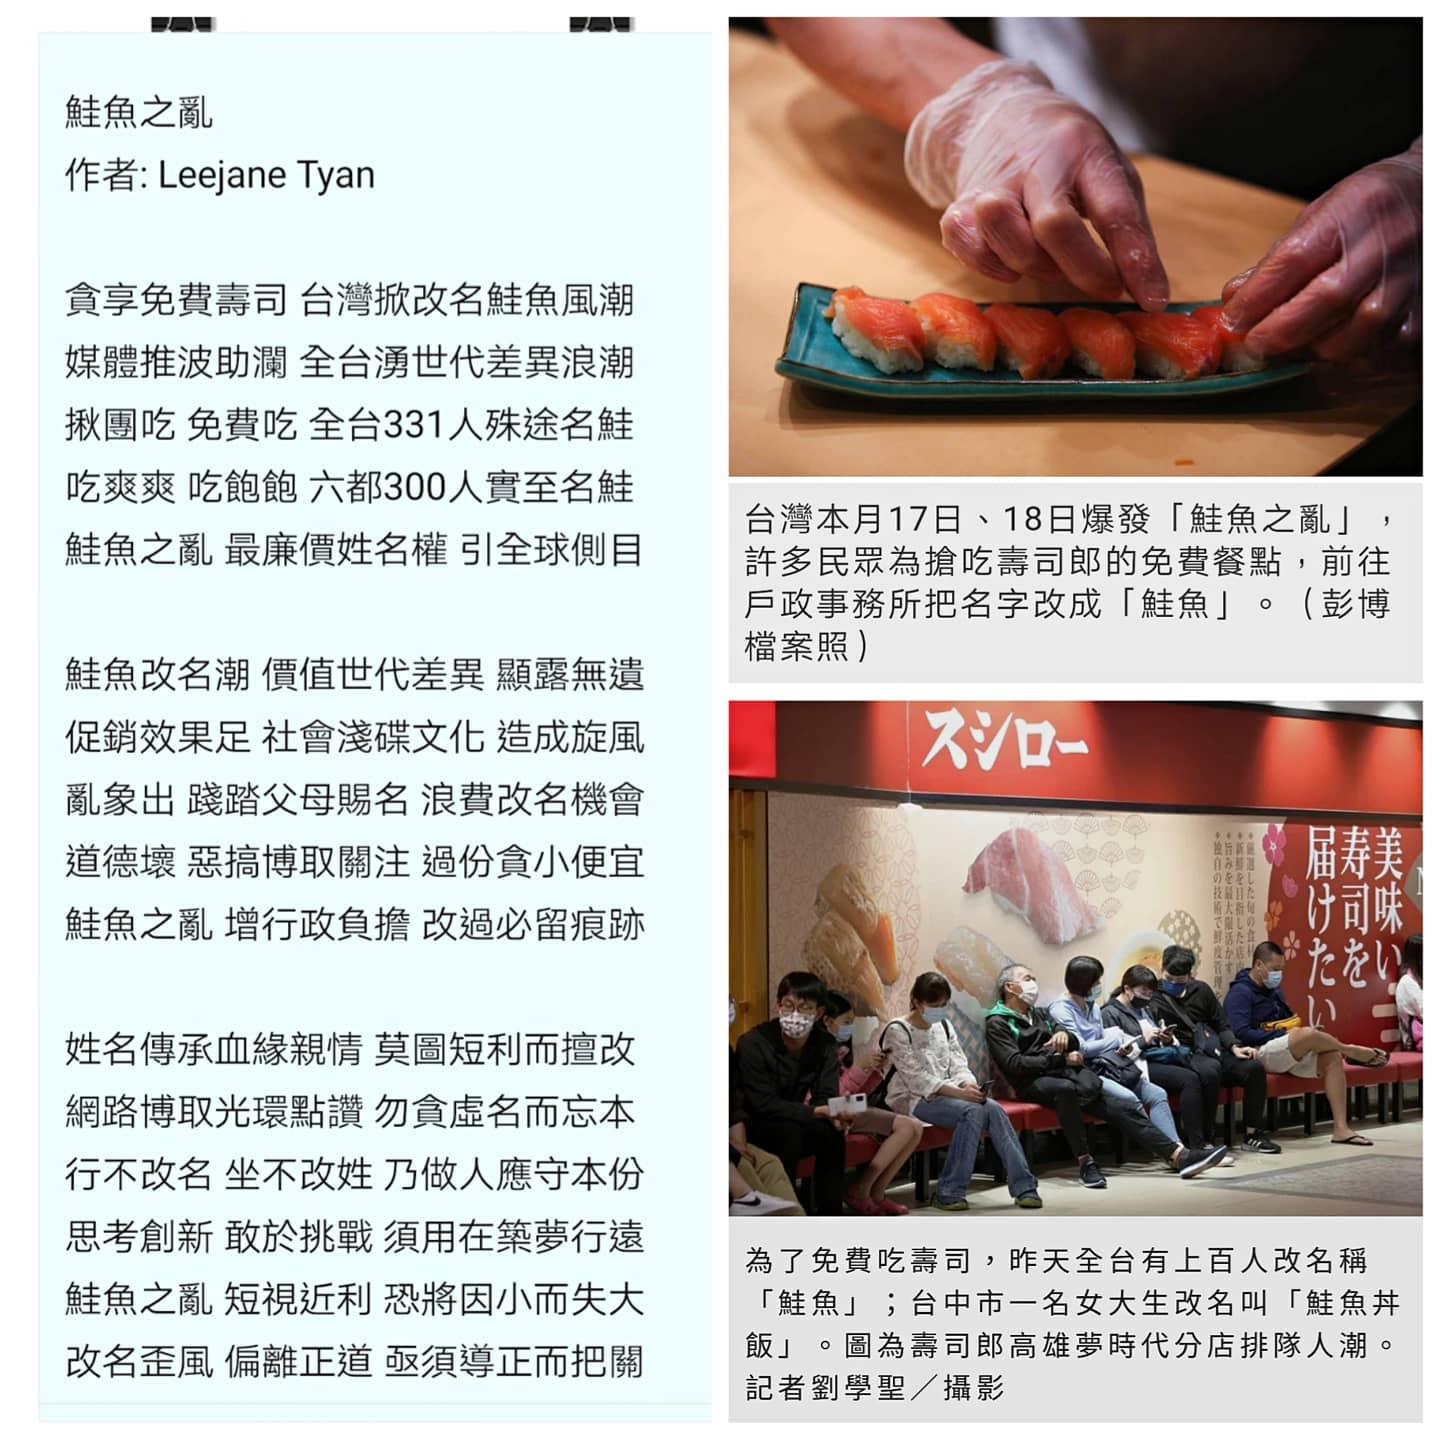 鮭魚之亂
作者: Leejane Tyan
貪享免費壽司 台灣掀改名鮭魚風潮
媒體推波助瀾 全台湧世代差異浪潮
揪團吃 免費吃 全台331人殊途名鮭
吃爽爽 吃飽飽 六都300人實至名鮭
鮭魚之亂 最廉價姓名權 引全球側目
鮭魚改名潮 價值世代差異 顯露無遺
促銷效果足 社會淺碟文化 造成旋風
亂象出 踐踏父母賜名 浪費改名機會
道德壞 惡搞博取關注 過份貪小便宜
鮭魚之亂 增行政負擔 改過必留痕跡
姓名傳承血緣親情 莫圖短利而擅改
網路博取光環點讚 勿貪虛名而忘本
行不改名 坐不改姓 乃做人應守本份
思考創新 敢於挑戰 須用在築夢行遠
鮭魚之亂 短視近利 恐將因小而失大
改名歪風 偏離正道 亟須導正而把關
台灣本月17日、18日爆發「鮭魚之亂」，
許多民眾為搶吃壽司郎的免費餐點，前往
戶政事務所把名字改成「鮭魚」。（彭博
檔案照）
スシロー
美味い
寿司を
届けたい
為了免費吃壽司，昨天全台有上百人改名稱
「鮭魚」；台中市一名女大生改名叫「鮭魚丼
飯」。圖為壽司郎高雄夢時代分店排隊人潮。
記者劉學聖／攝影